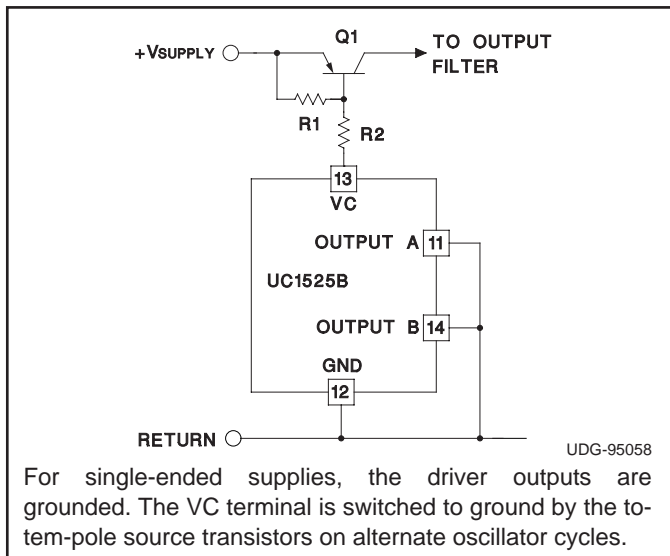 Q1
+VSUPPLY
TO OUTPUT
FILTER
R1
R2
13
VC
OUTPUT A 11
UC1525B
OUTPUT B 14
GND
12
RETURN
UDG-95058
For single-ended supplies, the driver outputs are
grounded. The VC terminal is switched to ground by the to-
tem-pole source transistors on alternate oscillator cycles.